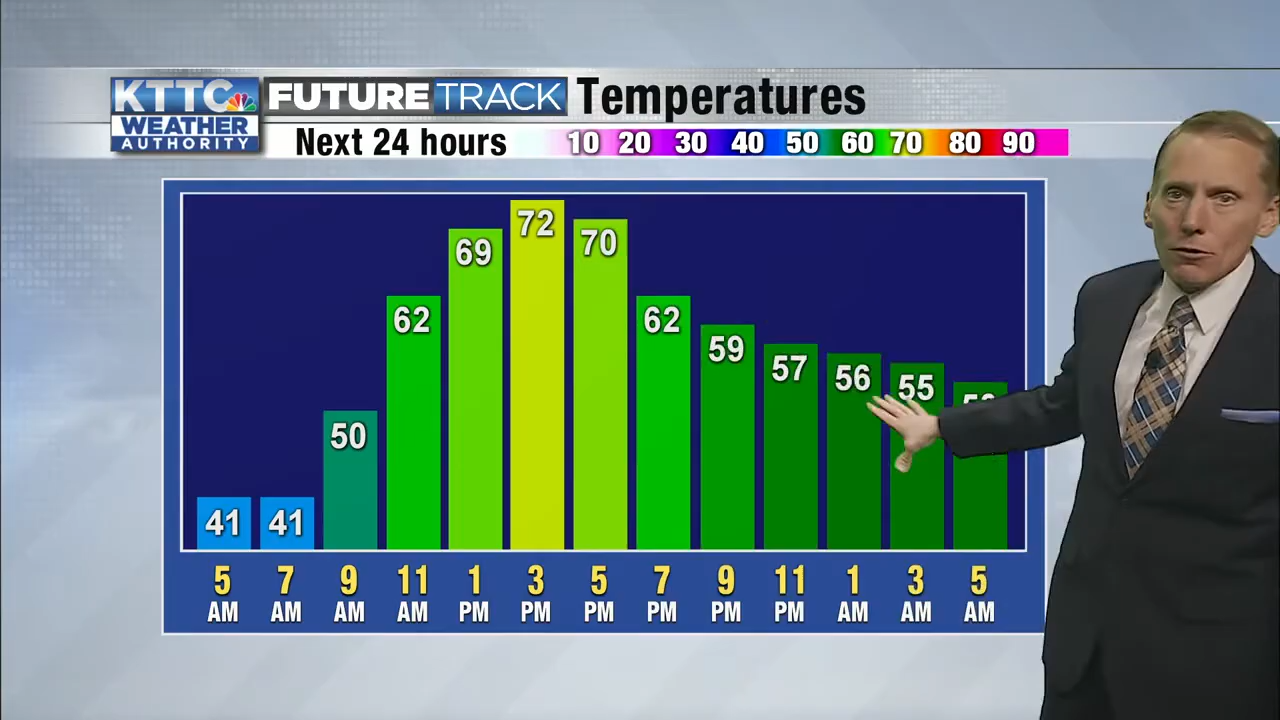 KTTC
WEATHER
AUTHORITY
FUTURETRACK Temperatures
Next 24 hours
10 20 30 40 50 60 70 80 90
72
70
69
62
62
59
57
56
55
50
41
41
5 7 9 11 1 3 5 7 9 11 1 3 5
AM AM AM AM PM PM PM PM PM PM AM AM AM